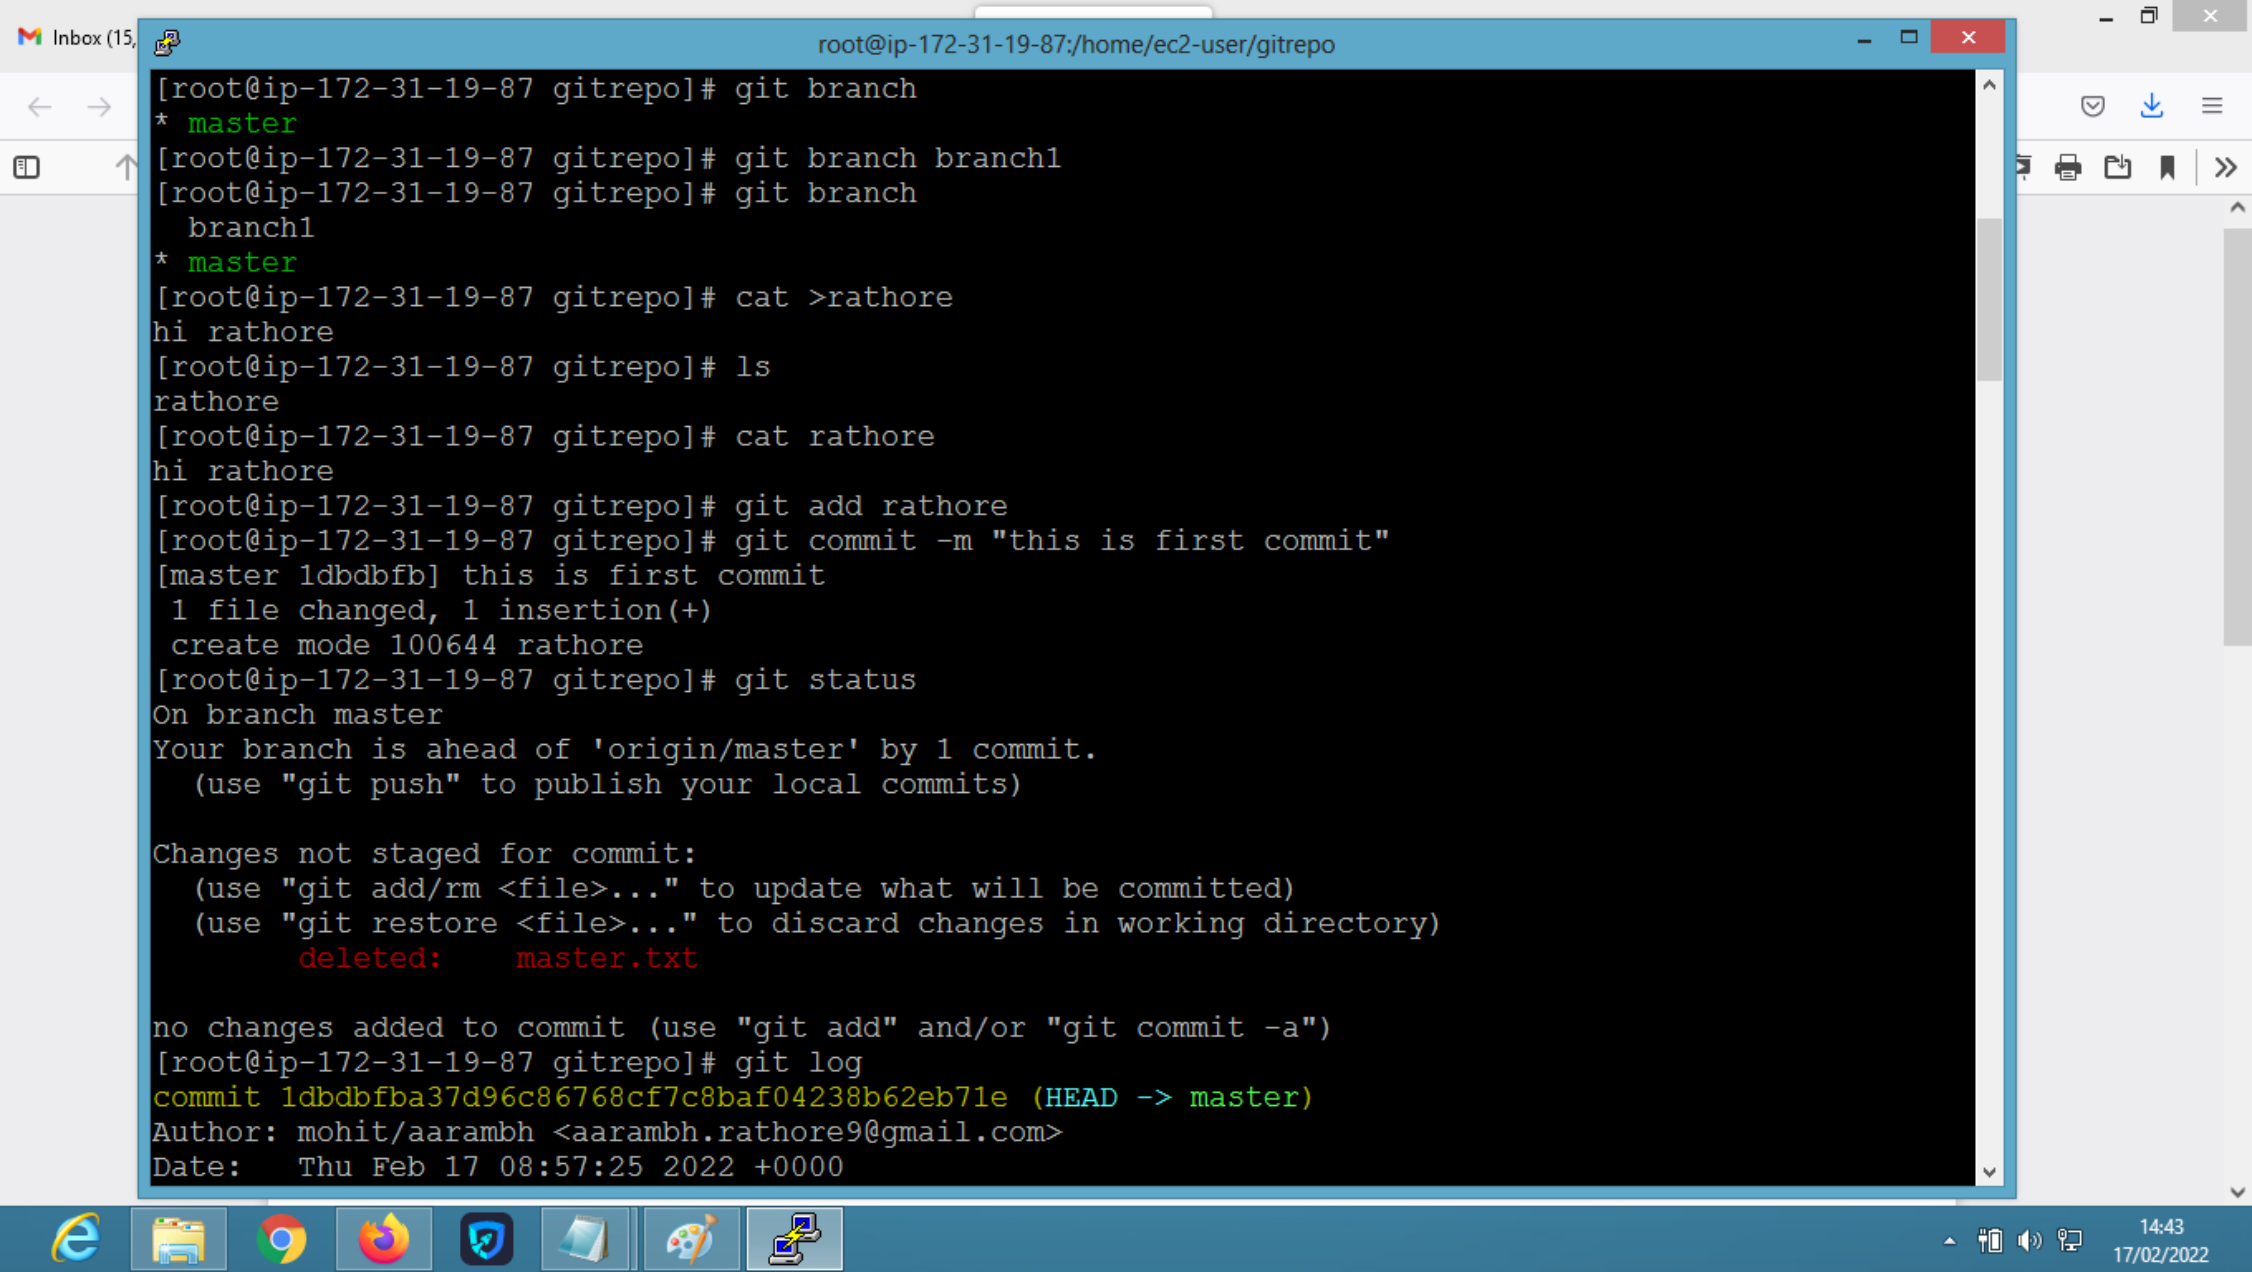 Inbox (15,
root@ip-172-31-19-87:/home/ec2-user/gitrepo
[root@ip-172-31-19-87 gitrepo]# git branch
* master
[root@ip-172-31-19-87 gitrepo]# git branch branch1
[root@ip-172-31-19-87 gitrepo]# git branch
  branch1
* master
[root@ip-172-31-19-87 gitrepo]# cat >rathore
hi rathore
[root@ip-172-31-19-87 gitrepo]# ls
rathore
[root@ip-172-31-19-87 gitrepo]# cat rathore
hi rathore
[root@ip-172-31-19-87 gitrepo]# git add rathore
[root@ip-172-31-19-87 gitrepo]# git commit -m "this is first commit"
[master 1dbdbfb] this is first commit
 1 file changed, 1 insertion(+)
 create mode 100644 rathore
[root@ip-172-31-19-87 gitrepo]# git status
On branch master
Your branch is ahead of 'origin/master' by 1 commit.
  (use "git push" to publish your local commits)
Changes not staged for commit:
  (use "git add/rm <file>..." to update what will be committed)
  (use "git restore <file>..." to discard changes in working directory)
        deleted:    master.txt
no changes added to commit (use "git add" and/or "git commit -a")
[root@ip-172-31-19-87 gitrepo]# git log
commit 1dbdbfba37d96c86768cf7c8baf04238b62eb71e (HEAD -> master)
Author: mohit/aarambh <aarambh.rathore9@gmail.com>
Date:   Thu Feb 17 08:57:25 2022 +0000
14:43
17/02/2022